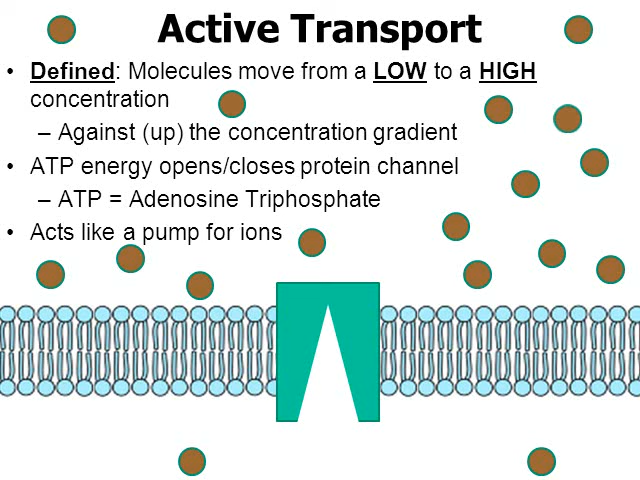 Active Transport
• Defined: Molecules move from a LOW to a HIGH
concentration
– Against (up) the concentration gradient
• ATP energy opens/closes protein channel
– ATP = Adenosine Triphosphate
• Acts like a pump for ions